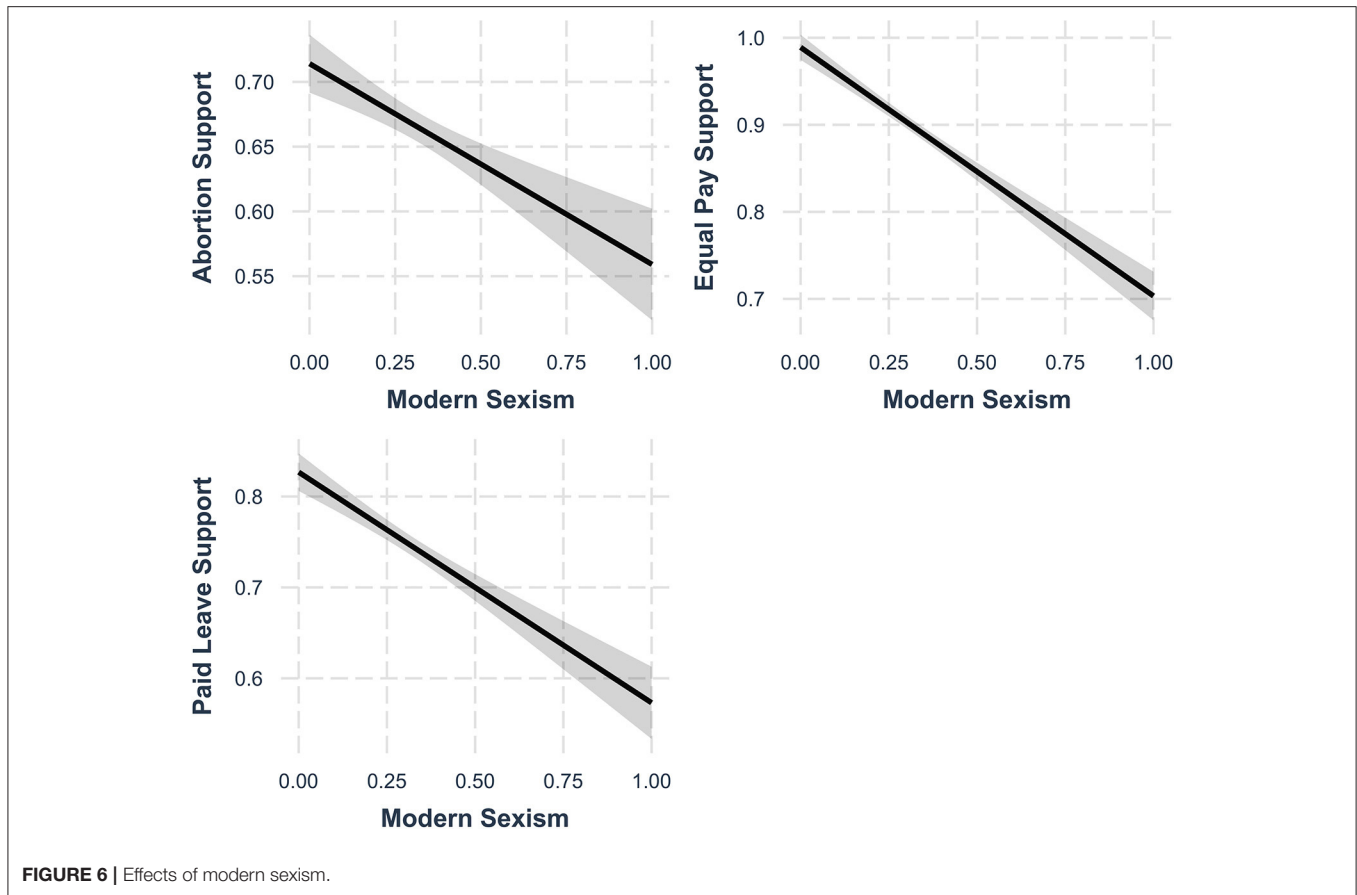 Abortion Support
0.70
0.65
0.60
0.55
0.00 0.25 0.50 0.75 1.00
Modern Sexism
Equal Pay Support
1.0
0.9
0.8
0.7
0.00 0.25 0.50 0.75 1.00
Modern Sexism
Paid Leave Support
0.8
0.7
0.6
0.00 0.25 0.50 0.75 1.00
Modern Sexism
FIGURE 6 | Effects of modern sexism.